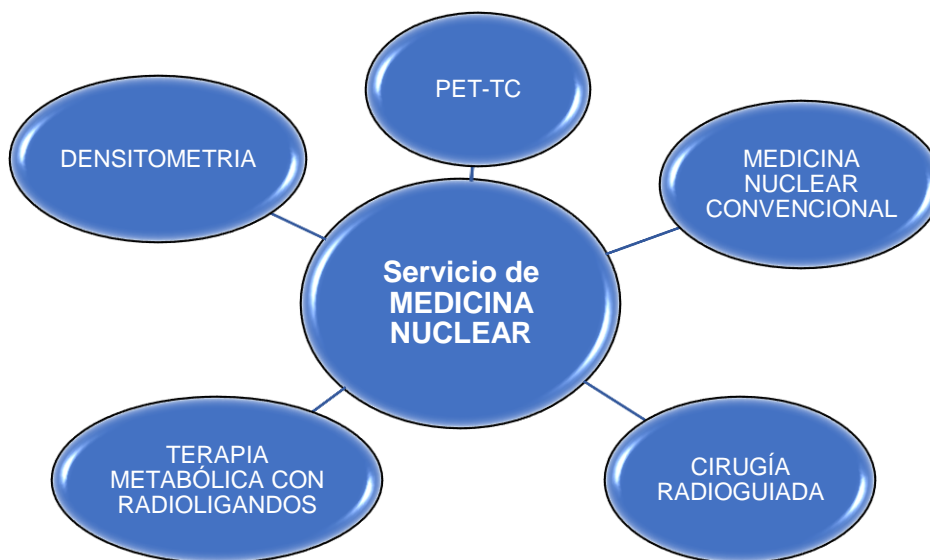 PET-TC
DENSITOMETRIA
MEDICINA
NUCLEAR
CONVENCIONAL
Servicio de
MEDICINA
NUCLEAR
TERAPIA
METABÓLICA CON
RADIOLIGANDOS
CIRUGÍA
RADIOGUIADA